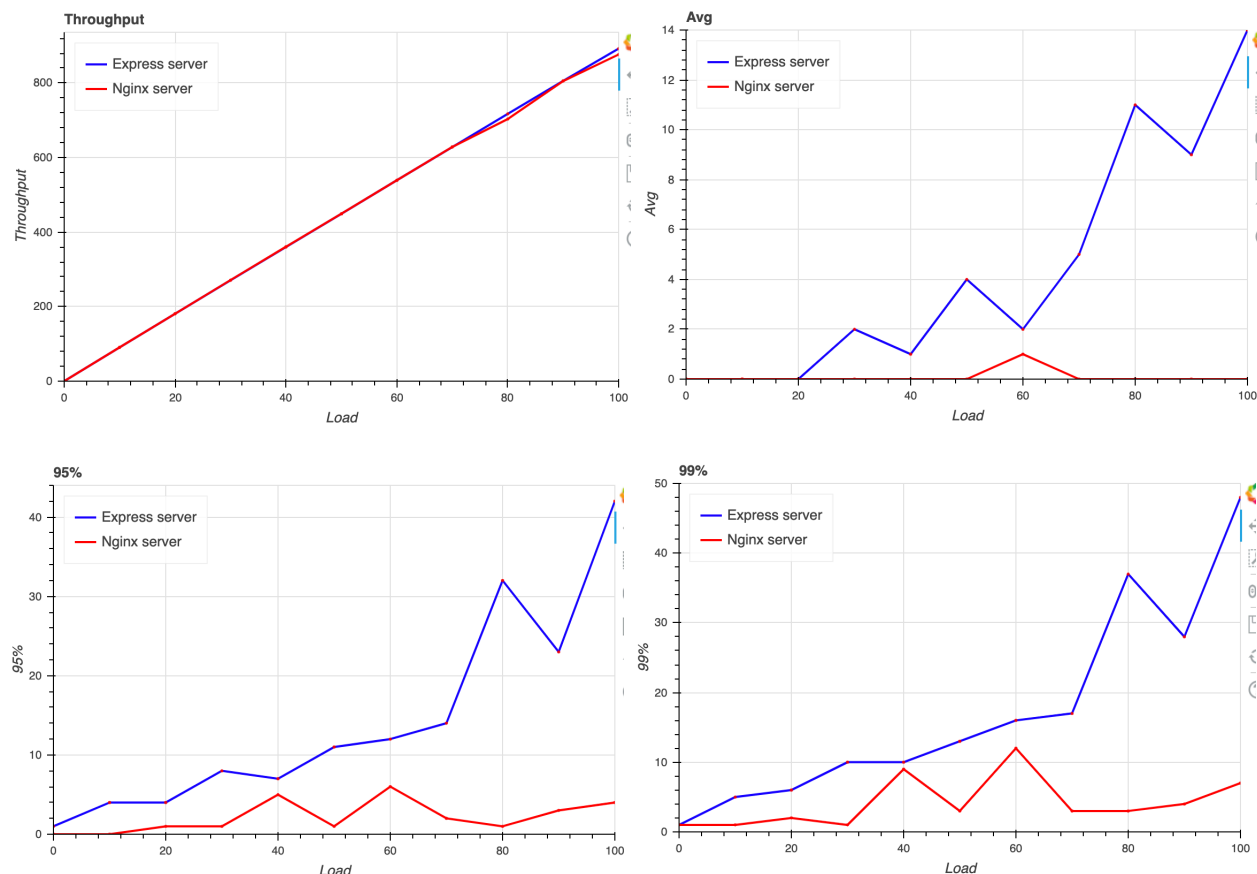 Throughput
Express server
Nginx server
800
600
400
200
0
Throughput
0 20 40 60 80 100
Load
Avg
Express server
Nginx server
14
12
10
8
6
4
2
0
Avg
0 20 40 60 80 100
Load
95%
Express server
Nginx server
40
30
20
10
0
95%
0 20 40 60 80 100
Load
99%
Express server
Nginx server
50
40
30
20
10
0
99%
0 20 40 60 80 100
Load